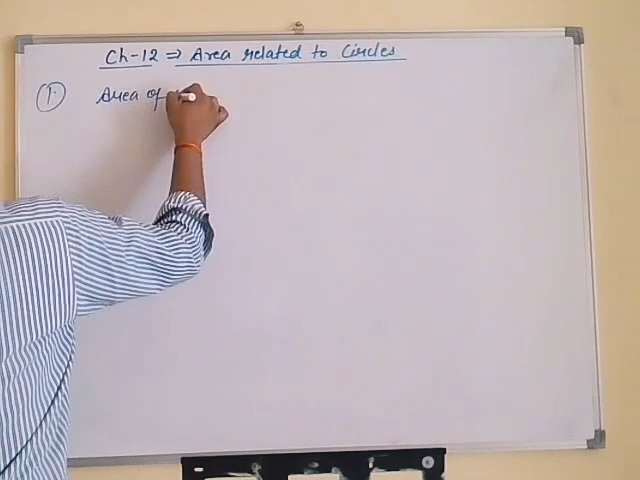 Ch-12 ⇒ Area related to Circles
1. Area of